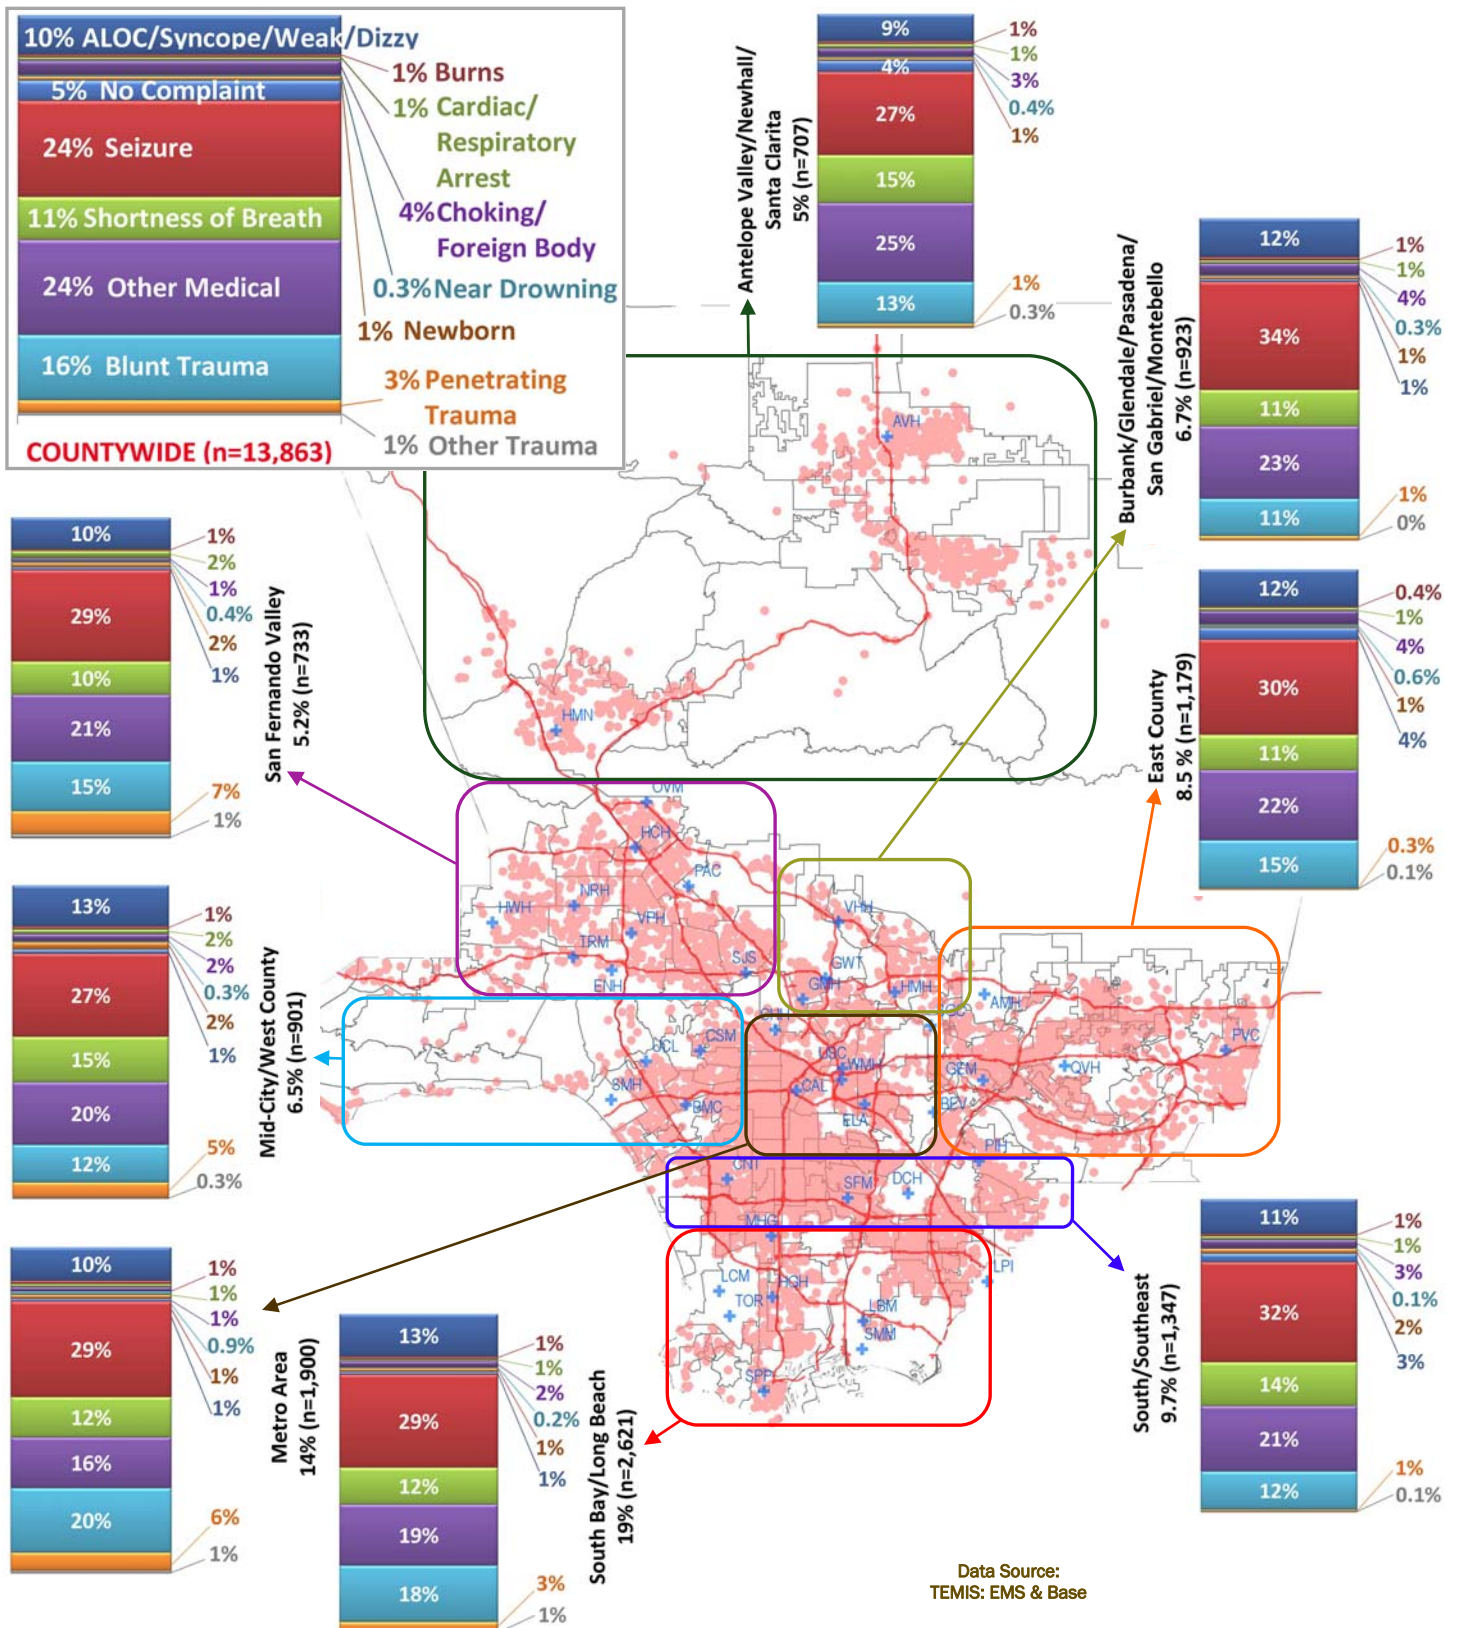 10% ALOC/Syncope/Weak/Dizzy
1% Burns
5% No Complaint
1% Cardiac/
Respiratory
Arrest
24% Seizure
4% Choking/
Foreign Body
11% Shortness of Breath
0.3% Near Drowning
24% Other Medical
1% Newborn
16% Blunt Trauma
3% Penetrating
Trauma
1% Other Trauma
COUNTYWIDE (n=13,863)
Antelope Valley/Newhall/
Santa Clarita
5% (n=707)
9%
4%
27%
15%
25%
13%
1%
1%
3%
0.4%
1%
1%
0.3%
Burbank/Glendale/Pasadena/
San Gabriel/Montebello
6.7% (n=923)
12%
34%
11%
23%
11%
1%
1%
4%
0.3%
1%
1%
1%
0%
10%
29%
10%
21%
15%
1%
2%
1%
0.4%
2%
1%
7%
1%
San Fernando Valley
5.2% (n=733)
East County
8.5 % (n=1,179)
12%
30%
11%
22%
15%
0.4%
1%
4%
0.6%
1%
4%
0.3%
0.1%
13%
27%
15%
20%
12%
1%
2%
2%
0.3%
2%
1%
5%
0.3%
Mid-City/West County
6.5% (n=901)
10%
29%
12%
16%
20%
1%
1%
1%
0.9%
1%
1%
6%
1%
Metro Area
14% (n=1,900)
13%
29%
12%
19%
18%
1%
1%
2%
0.2%
1%
1%
3%
1%
South Bay/Long Beach
19% (n=2,621)
South/Southeast
9.7% (n=1,347)
11%
32%
14%
21%
12%
1%
1%
3%
0.1%
2%
3%
1%
0.1%
AVH
HMN
OVM
HCH
PAC
NRH
HWH
VPH
TRM
SJS
ENH
VHH
GWT
GMH
HMH
AMH
PVC
CSM
UCL
USC
WMH
GEM
QVH
SMH
CAL
BMC
ELA
BEV
PIH
CNT
SFM
DCH
MHG
LPI
LCM
HGH
TOR
LBM
SMM
SPP
Data Source:
TEMIS: EMS & Base